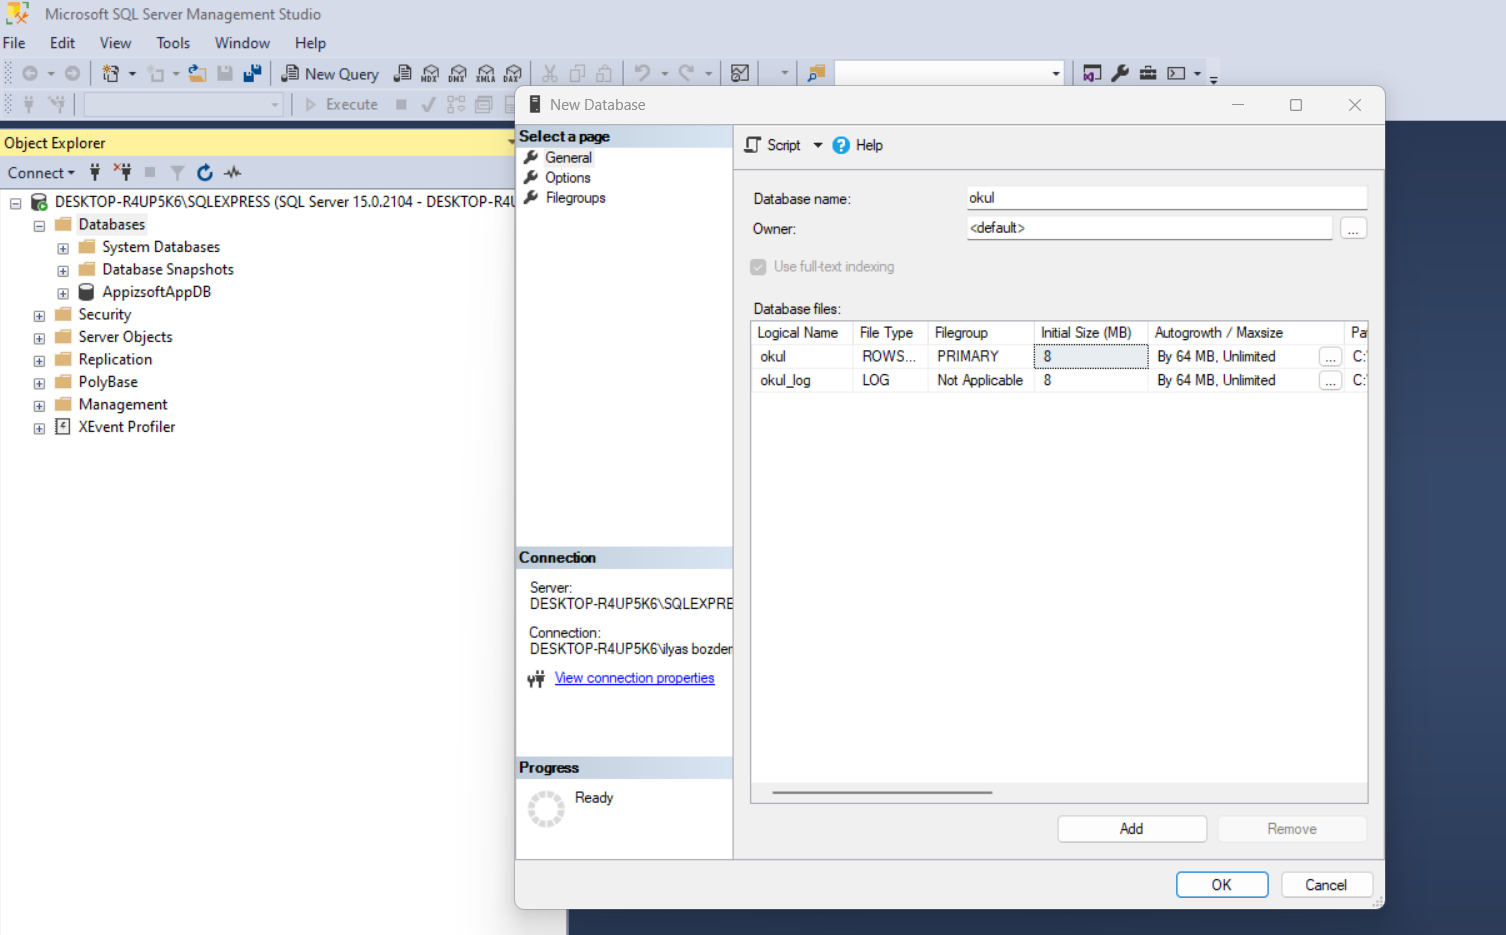 Microsoft SQL Server Management Studio
File Edit View Tools Window Help
New Query MDX DMX XMLA DAX
Execute
Object Explorer
Connect
DESKTOP-R4UP5K6\SQLEXPRESS (SQL Server 15.0.2104 - DESKTOP-R4U
Databases
System Databases
Database Snapshots
AppizsoftAppDB
Security
Server Objects
Replication
PolyBase
Management
XEvent Profiler
New Database
Select a page
General
Options
Filegroups
Connection
Server:
DESKTOP-R4UP5K6\SQLEXPRE
Connection:
DESKTOP-R4UP5K6\ilyas bozder
View connection properties
Progress
Ready
Script Help
Database name: okul
Owner: <default> ...
Use full-text indexing
Database files:
Logical Name File Type Filegroup Initial Size (MB) Autogrowth / Maxsize Pa
okul ROWS... PRIMARY 8 By 64 MB, Unlimited ... C:\
okul_log LOG Not Applicable 8 By 64 MB, Unlimited ... C:\
Add Remove
OK Cancel